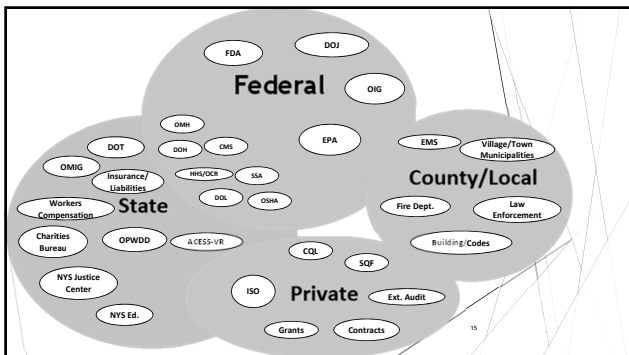 FDA
DOJ
Federal
OIG
OMH
EPA
DOH
CMS
HHS/OCR
SSA
DOL
OSHA
DOT
OMIG
Insurance/
Liabilities
Workers
Compensation
State
Charities
Bureau
OPWDD
ACESS-VR
NYS Justice
Center
NYS Ed.
EMS
Village/Town
Municipalities
County/Local
Fire Dept.
Law
Enforcement
Building/Codes
CQL
SQF
ISO
Private
Ext. Audit
Grants
Contracts
15